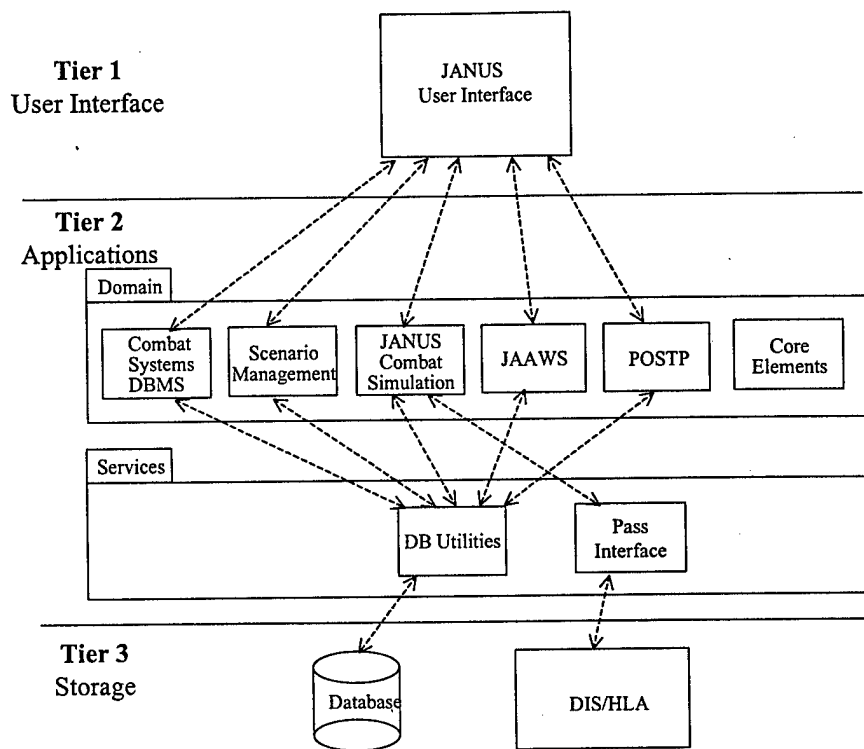 Tier 1
User Interface
JANUS
User Interface
Tier 2
Applications
Domain
Combat
Systems
DBMS
Scenario
Management
JANUS
Combat
Simulation
JAAWS
POSTP
Core
Elements
Services
DB Utilities
Pass
Interface
Tier 3
Storage
Database
DIS/HLA